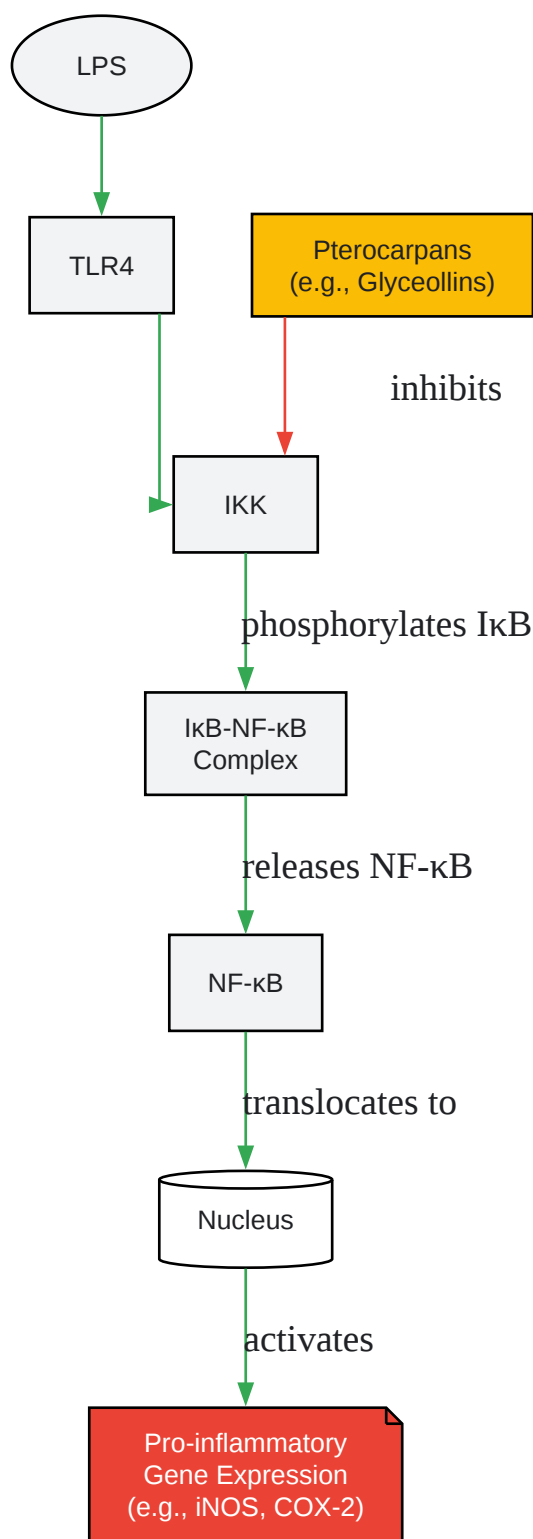 LPS
TLR4
Pterocarpans
(e.g., Glyceollins)
inhibits
IKK
phosphorylates IκB
IκB-NF-κB
Complex
releases NF-κB
NF-κB
translocates to
Nucleus
activates
Pro-inflammatory
Gene Expression
(e.g., iNOS, COX-2)